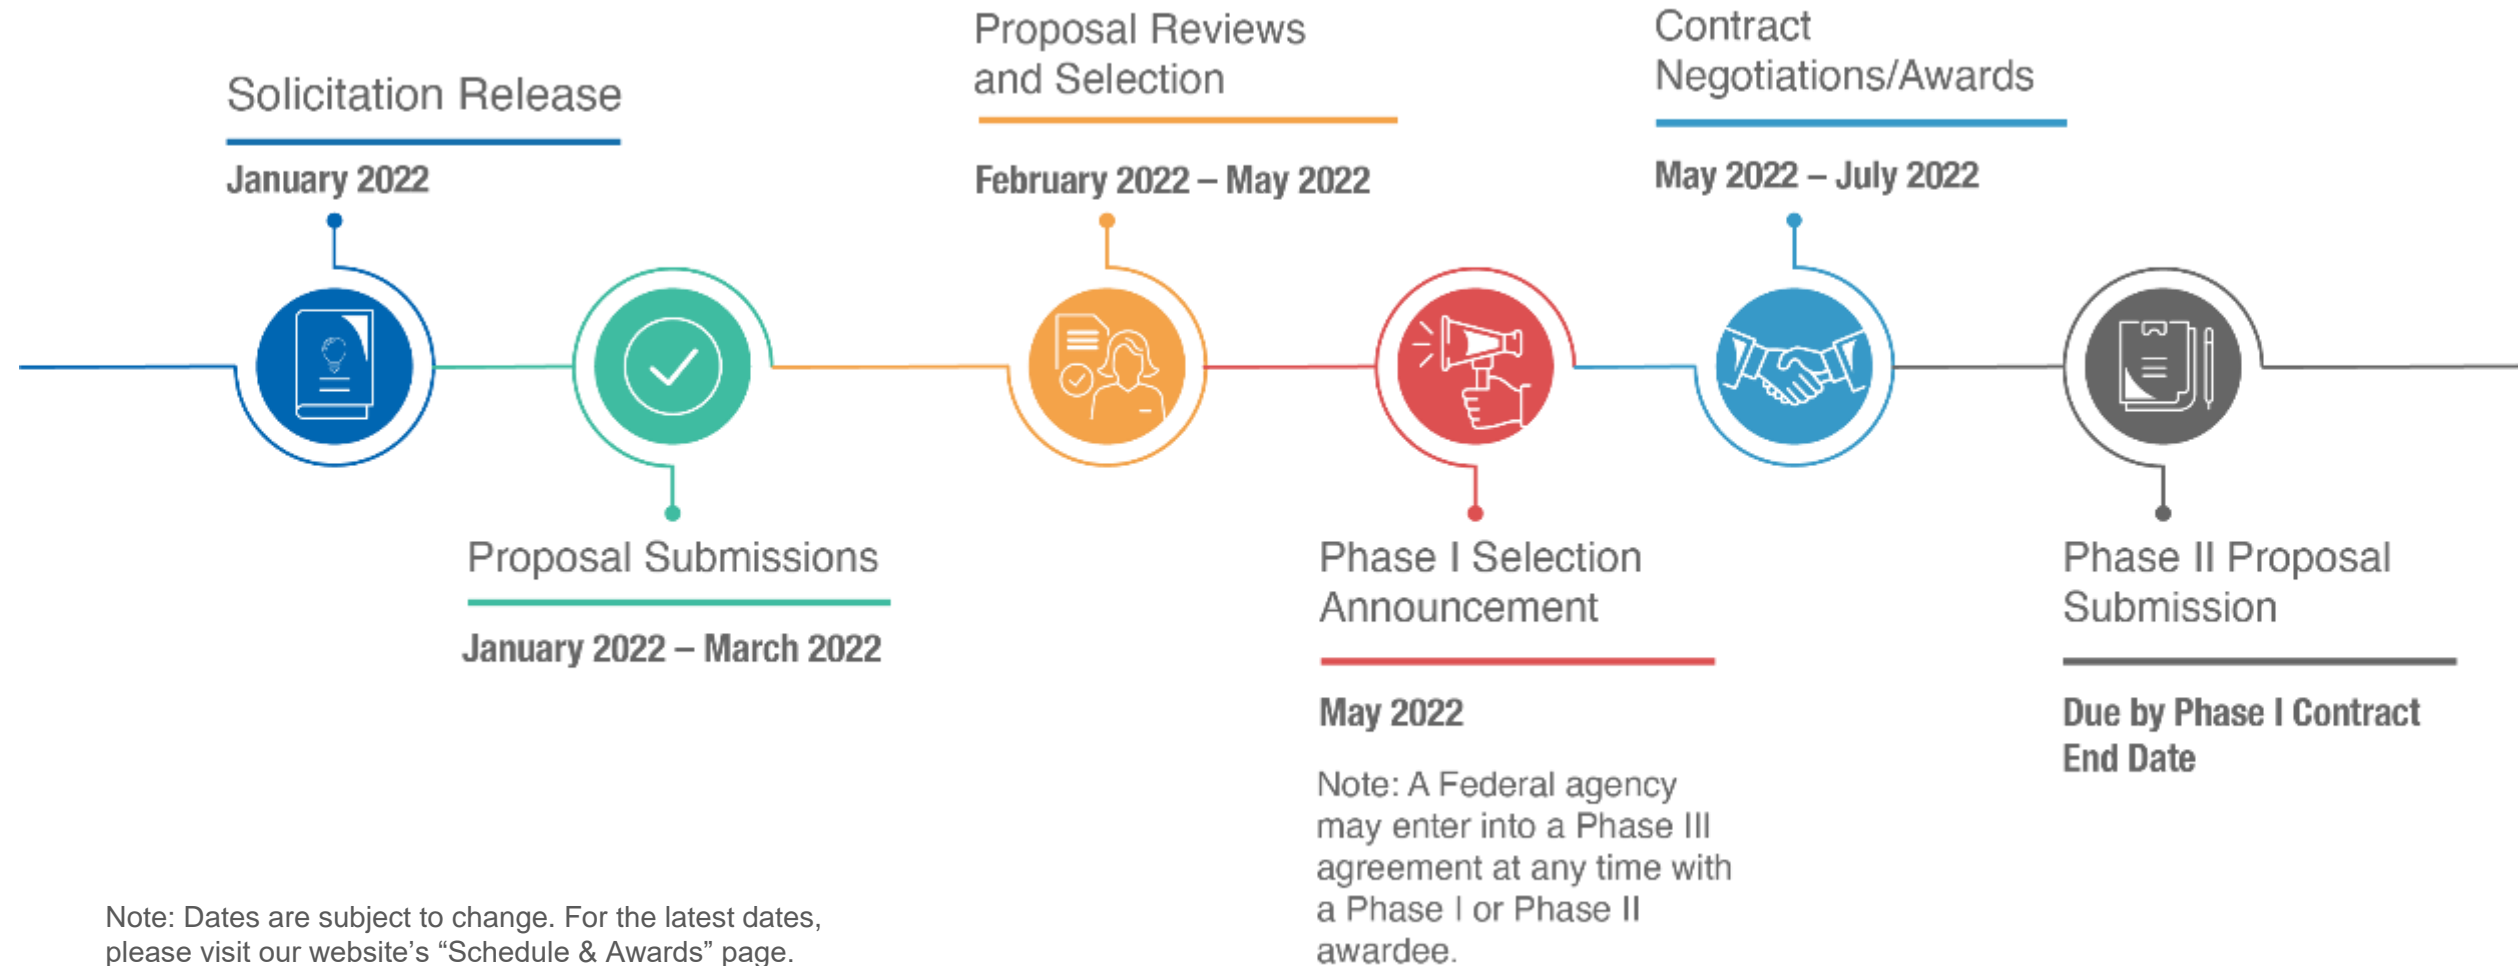 Solicitation Release
January 2022
Proposal Submissions
January 2022 – March 2022
Proposal Reviews
and Selection
February 2022 – May 2022
Phase I Selection
Announcement
May 2022
Note: A Federal agency
may enter into a Phase III
agreement at any time with
a Phase I or Phase II
awardee.
Contract
Negotiations/Awards
May 2022 – July 2022
Phase II Proposal
Submission
Due by Phase I Contract
End Date
Note: Dates are subject to change. For the latest dates,
please visit our website’s “Schedule & Awards” page.